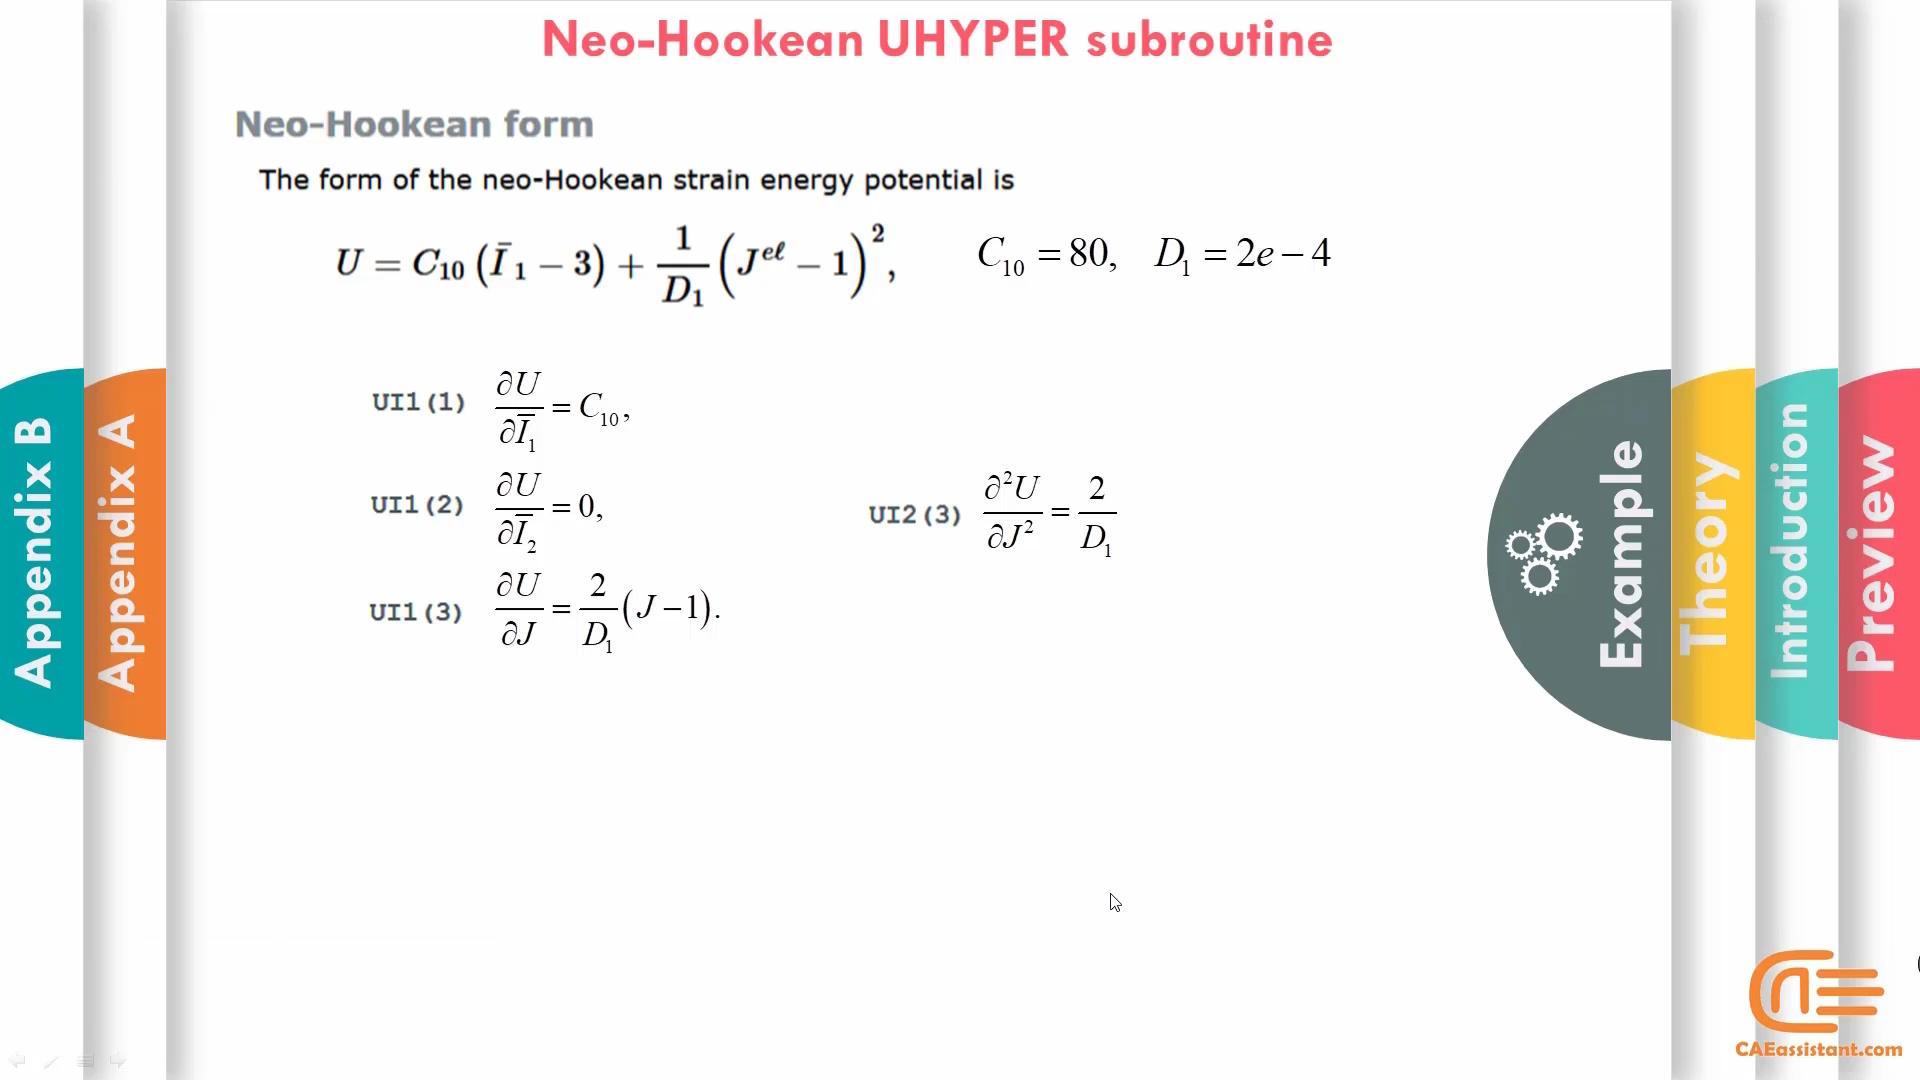 Neo-Hookean UHYPER subroutine
Neo-Hookean form
The form of the neo-Hookean strain energy potential is
U = C₁₀ (Ī₁ − 3) + 1/D₁ (Jᵉˡ − 1)², C₁₀ = 80, D₁ = 2e − 4
UI1(1) ∂U/∂Ī₁ = C₁₀,
UI1(2) ∂U/∂Ī₂ = 0,
UI2(3) ∂²U/∂J² = 2/D₁
UI1(3) ∂U/∂J = 2/D₁ (J − 1).
Appendix B
Appendix A
Example
Theory
Introduction
Preview
CAEassistant.com